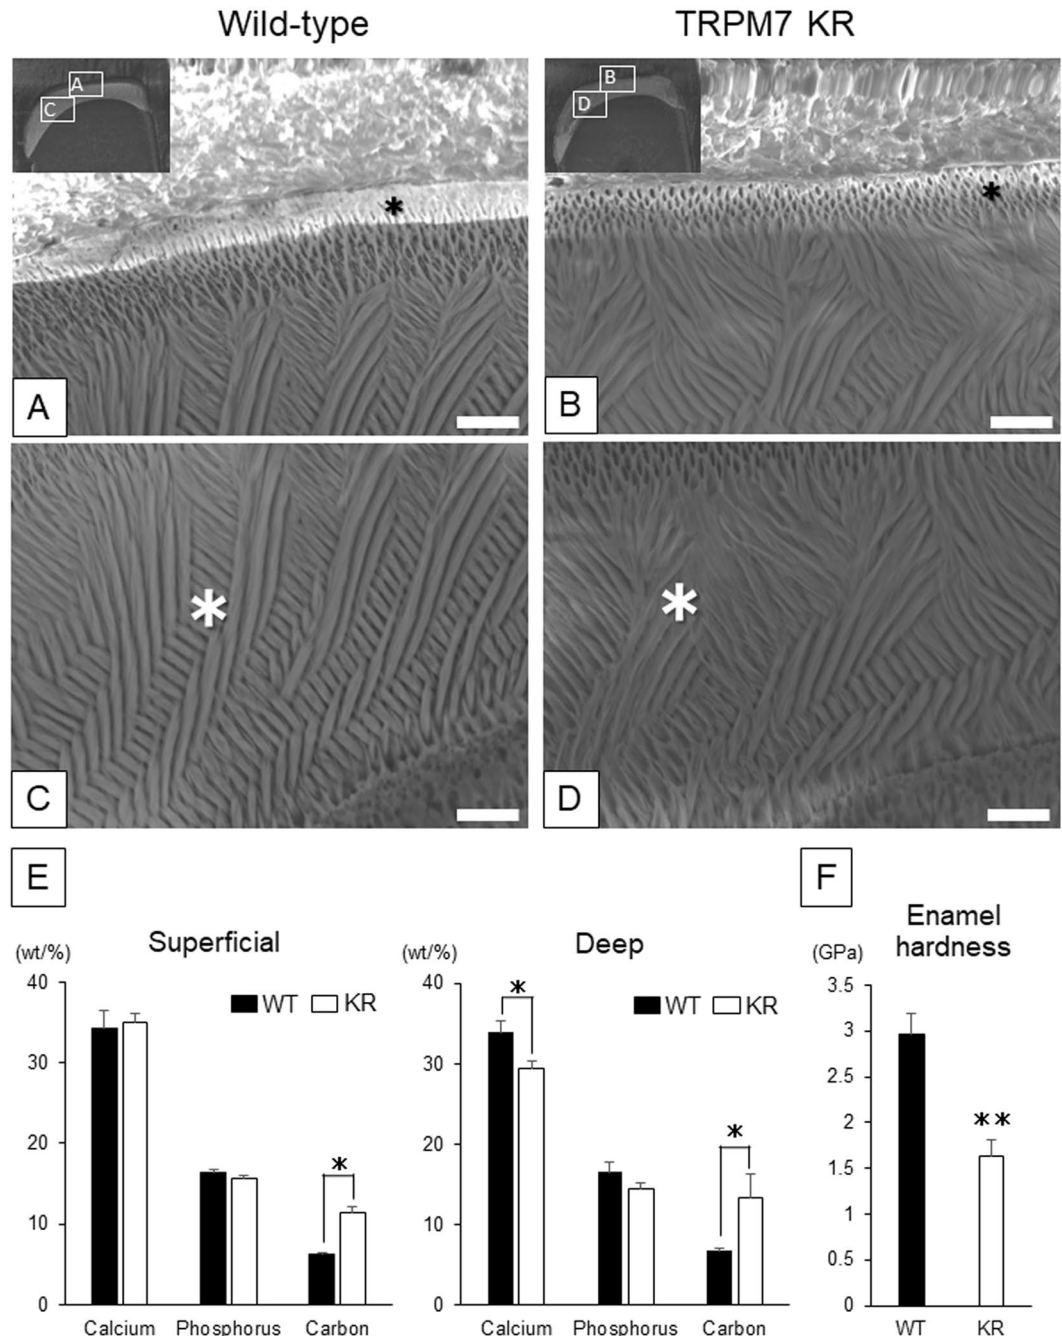 Wild-type
TRPM7 KR
A
C
B
D
*
*
A
B
*
*
C
D
E
F
(wt/%)
Superficial
40
30
20
10
0
WT
KR
*
Calcium
Phosphorus
Carbon
(wt/%)
Deep
40
30
20
10
0
*
WT
KR
*
Calcium
Phosphorus
Carbon
Enamel
hardness
(GPa)
3.5
3
2.5
2
1.5
1
0.5
0
**
WT
KR